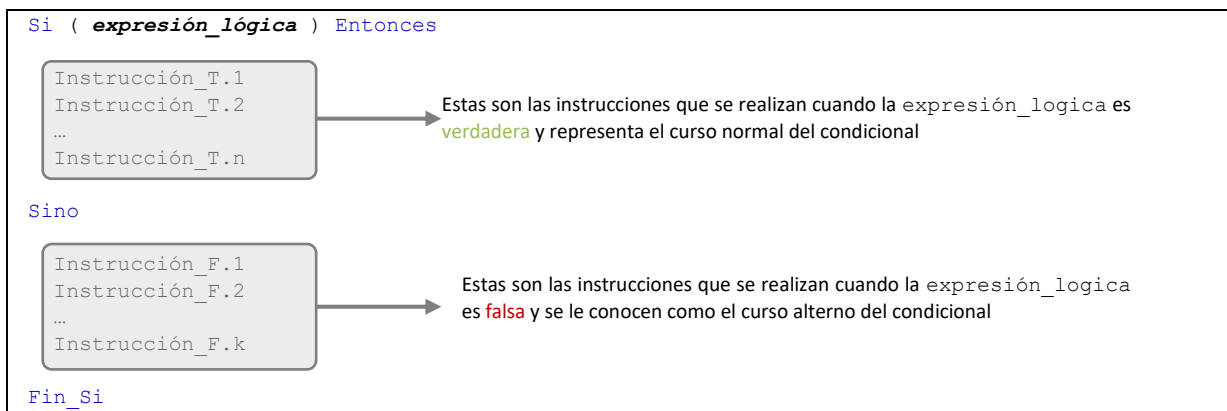 Si ( expresión_lógica ) Entonces
Instrucción_T.1
Instrucción_T.2
…
Instrucción_T.n
Estas son las instrucciones que se realizan cuando la expresión_logica es
verdadera y representa el curso normal del condicional
Sino
Instrucción_F.1
Instrucción_F.2
…
Instrucción_F.k
Estas son las instrucciones que se realizan cuando la expresión_logica
es falsa y se le conocen como el curso alterno del condicional
Fin_Si